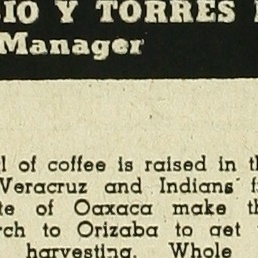 SIO Y TORRES
Manager
l of coffee is raised in th
Veracruz and Indians f
te of Oaxaca make th
rch to Orizaba to get
harvesting. Whole